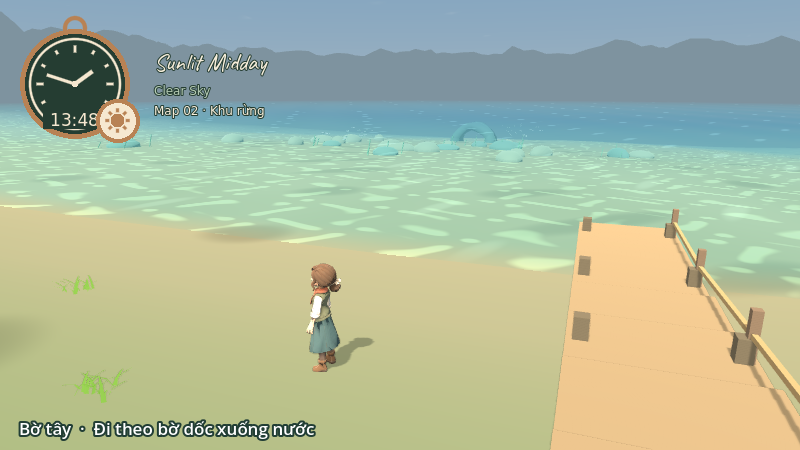 Sunlit Midday
Clear Sky
Map 02 · Khu rừng
13:48
Bờ tây · Đi theo bờ dốc xuống nước